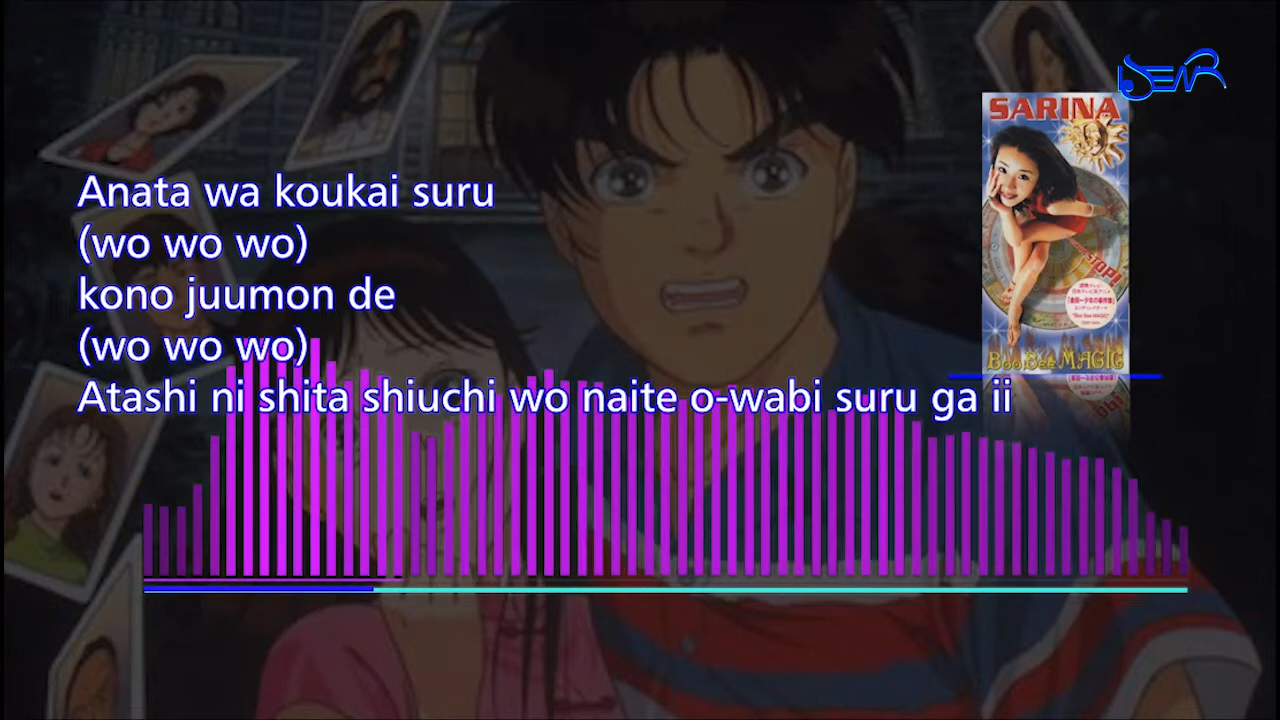 SARINA
Anata wa koukai suru
(wo wo wo)
kono juumon de
(wo wo wo)
Atashi ni shita shiuchi wo naite o-wabi suru ga ii
STOP!
Boo Bee MAGIC